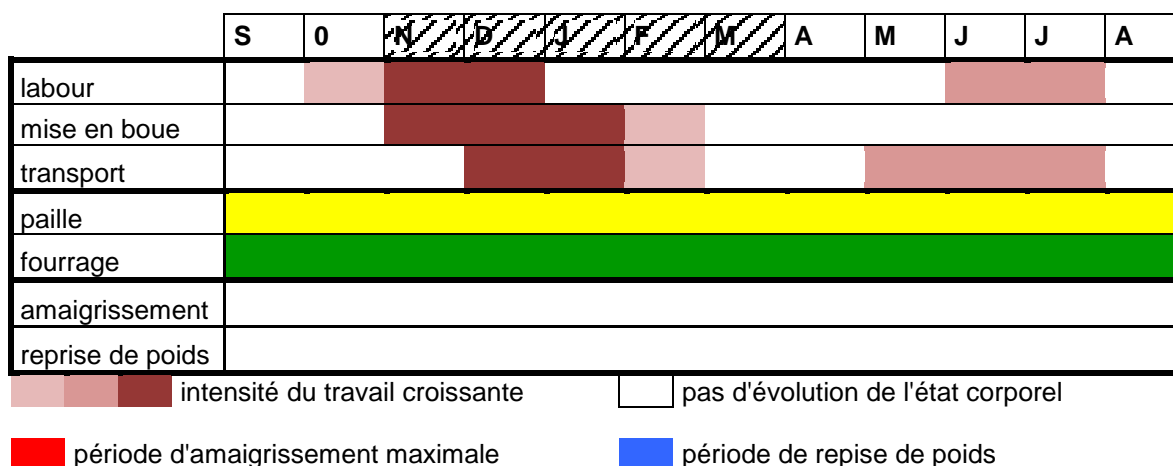 S 0 N D J F M A M J J A
labour
mise en boue
transport
paille
fourrage
amaigrissement
reprise de poids
intensité du travail croissante pas d'évolution de l'état corporel
période d'amaigrissement maximale période de repise de poids